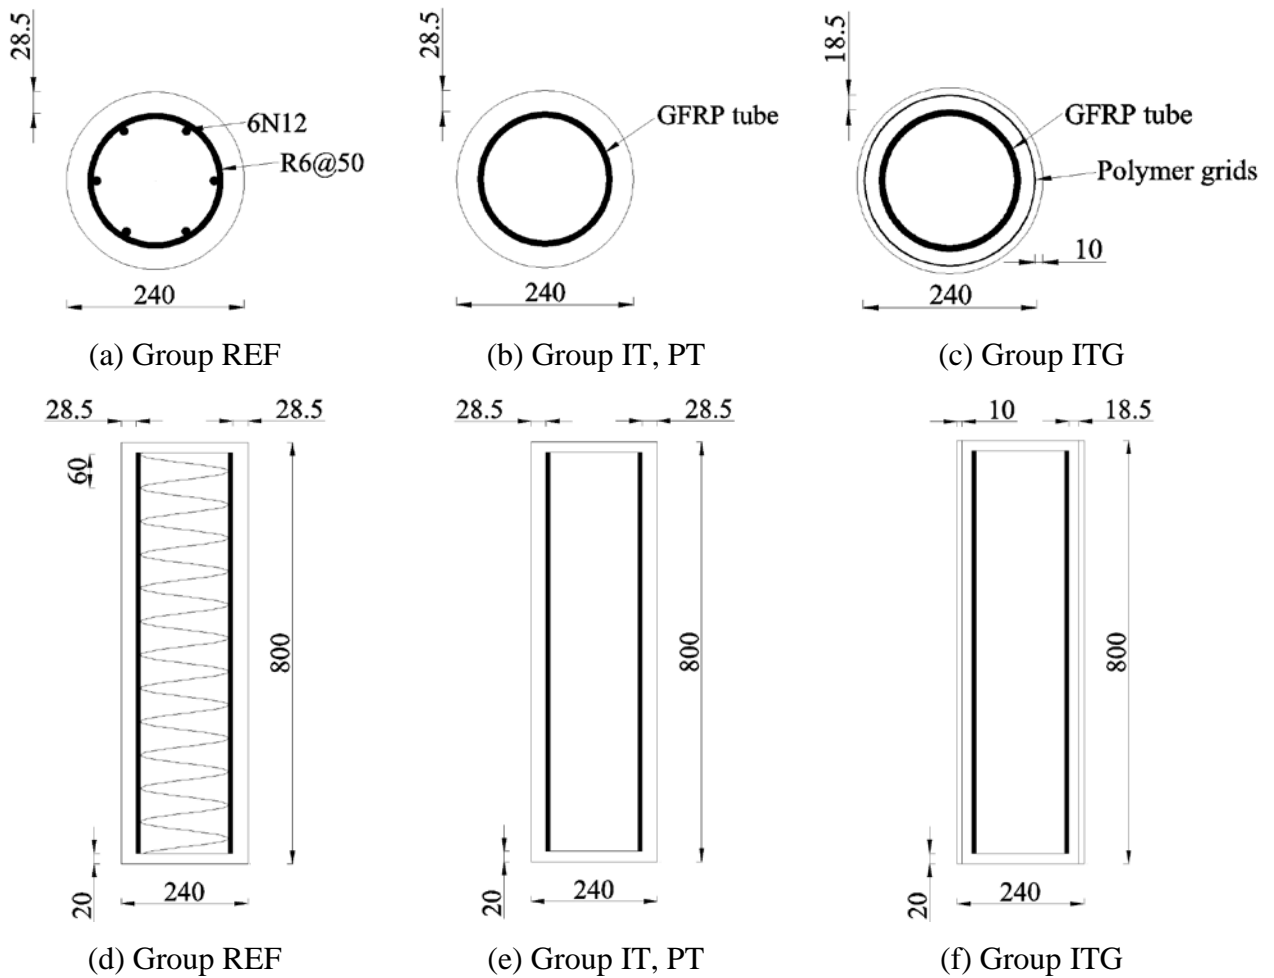 28.5
28.5
18.5
6N12
R6@50
GFRP tube
GFRP tube
Polymer grids
10
240
240
240
(a) Group REF
(b) Group IT, PT
(c) Group ITG
28.5
28.5
28.5
28.5
10
18.5
60
800
800
800
20
240
20
240
20
240
(d) Group REF
(e) Group IT, PT
(f) Group ITG